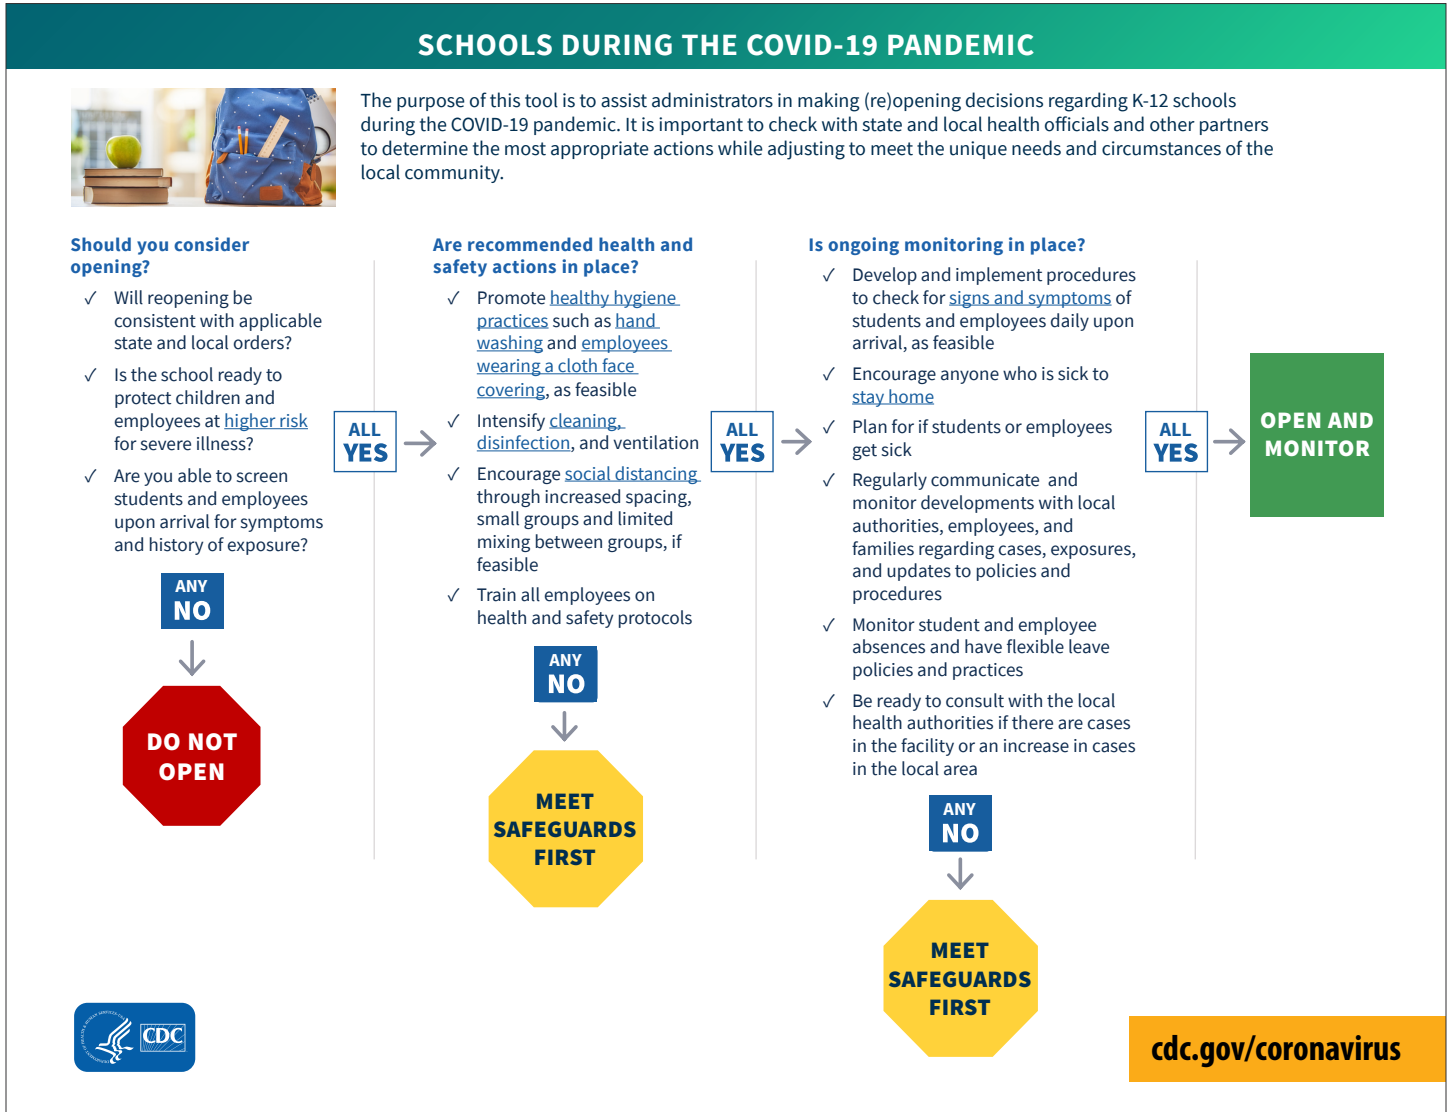 SCHOOLS DURING THE COVID-19 PANDEMIC
The purpose of this tool is to assist administrators in making (re)opening decisions regarding K-12 schools
during the COVID-19 pandemic. It is important to check with state and local health officials and other partners
to determine the most appropriate actions while adjusting to meet the unique needs and circumstances of the
local community.
Should you consider
opening?
✓ Will reopening be
consistent with applicable
state and local orders?
✓ Is the school ready to
protect children and
employees at higher risk
for severe illness?
✓ Are you able to screen
students and employees
upon arrival for symptoms
and history of exposure?
ANY
NO
DO NOT
OPEN
ALL
YES
Are recommended health and
safety actions in place?
✓ Promote healthy hygiene
practices such as hand
washing and employees
wearing a cloth face
covering, as feasible
✓ Intensify cleaning,
disinfection, and ventilation
✓ Encourage social distancing
through increased spacing,
small groups and limited
mixing between groups, if
feasible
✓ Train all employees on
health and safety protocols
ANY
NO
MEET
SAFEGUARDS
FIRST
ALL
YES
Is ongoing monitoring in place?
✓ Develop and implement procedures
to check for signs and symptoms of
students and employees daily upon
arrival, as feasible
✓ Encourage anyone who is sick to
stay home
✓ Plan for if students or employees
get sick
✓ Regularly communicate and
monitor developments with local
authorities, employees, and
families regarding cases, exposures,
and updates to policies and
procedures
✓ Monitor student and employee
absences and have flexible leave
policies and practices
✓ Be ready to consult with the local
health authorities if there are cases
in the facility or an increase in cases
in the local area
ANY
NO
MEET
SAFEGUARDS
FIRST
ALL
YES
OPEN AND
MONITOR
CDC
cdc.gov/coronavirus